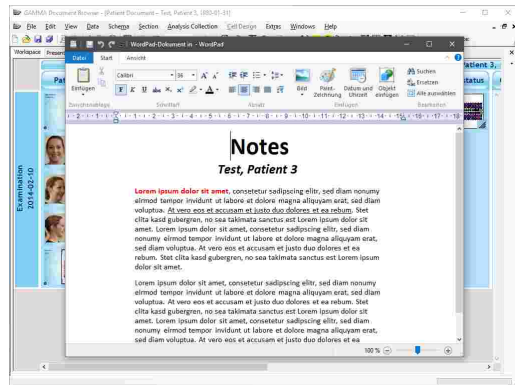 GAMMA Document Browser - [Patient Document - Test, Patient 3, 1880-01-31]
File Edit View Data Schema Section Analysis Collection Cell Design Extras Windows Help
Workspace Present
WordPad-Dokument in - WordPad
Datei Start Ansicht
Einfügen
Calibri 36
Bild
Paint-Zeichnung
Datum und Uhrzeit
Objekt einfügen
Suchen
Ersetzen
Alle auswählen
Zwischenablage Schriftart Absatz Einfügen Bearbeiten
Pat
atient 3,
status
Examination
2014-02-10
Notes
Test, Patient 3
Lorem ipsum dolor sit amet, consetetur sadipscing elitr, sed diam nonumy
eirmod tempor invidunt ut labore et dolore magna aliquyam erat, sed diam
voluptua. At vero eos et accusam et justo duo dolores et ea rebum. Stet
clita kasd gubergren, no sea takimata sanctus est Lorem ipsum dolor sit
amet. Lorem ipsum dolor sit amet, consetetur sadipscing elitr, sed diam
nonumy eirmod tempor invidunt ut labore et dolore magna aliquyam erat,
sed diam voluptua. At vero eos et accusam et justo duo dolores et ea
rebum. Stet clita kasd gubergren, no sea takimata sanctus est Lorem ipsum
dolor sit amet.
Lorem ipsum dolor sit amet, consetetur sadipscing elitr, sed diam nonumy
eirmod tempor invidunt ut labore et dolore magna aliquyam erat, sed diam
voluptua. At vero eos et accusam et justo duo dolores et ea rebum. Stet
clita kasd gubergren, no sea takimata sanctus est Lorem ipsum dolor sit
amet. Lorem ipsum dolor sit amet, consetetur sadipscing elitr, sed diam
nonumy eirmod tempor invidunt ut labore et dolore magna aliquyam erat,
sed diam voluptua. At vero eos et accusam et justo duo dolores et ea
100 %